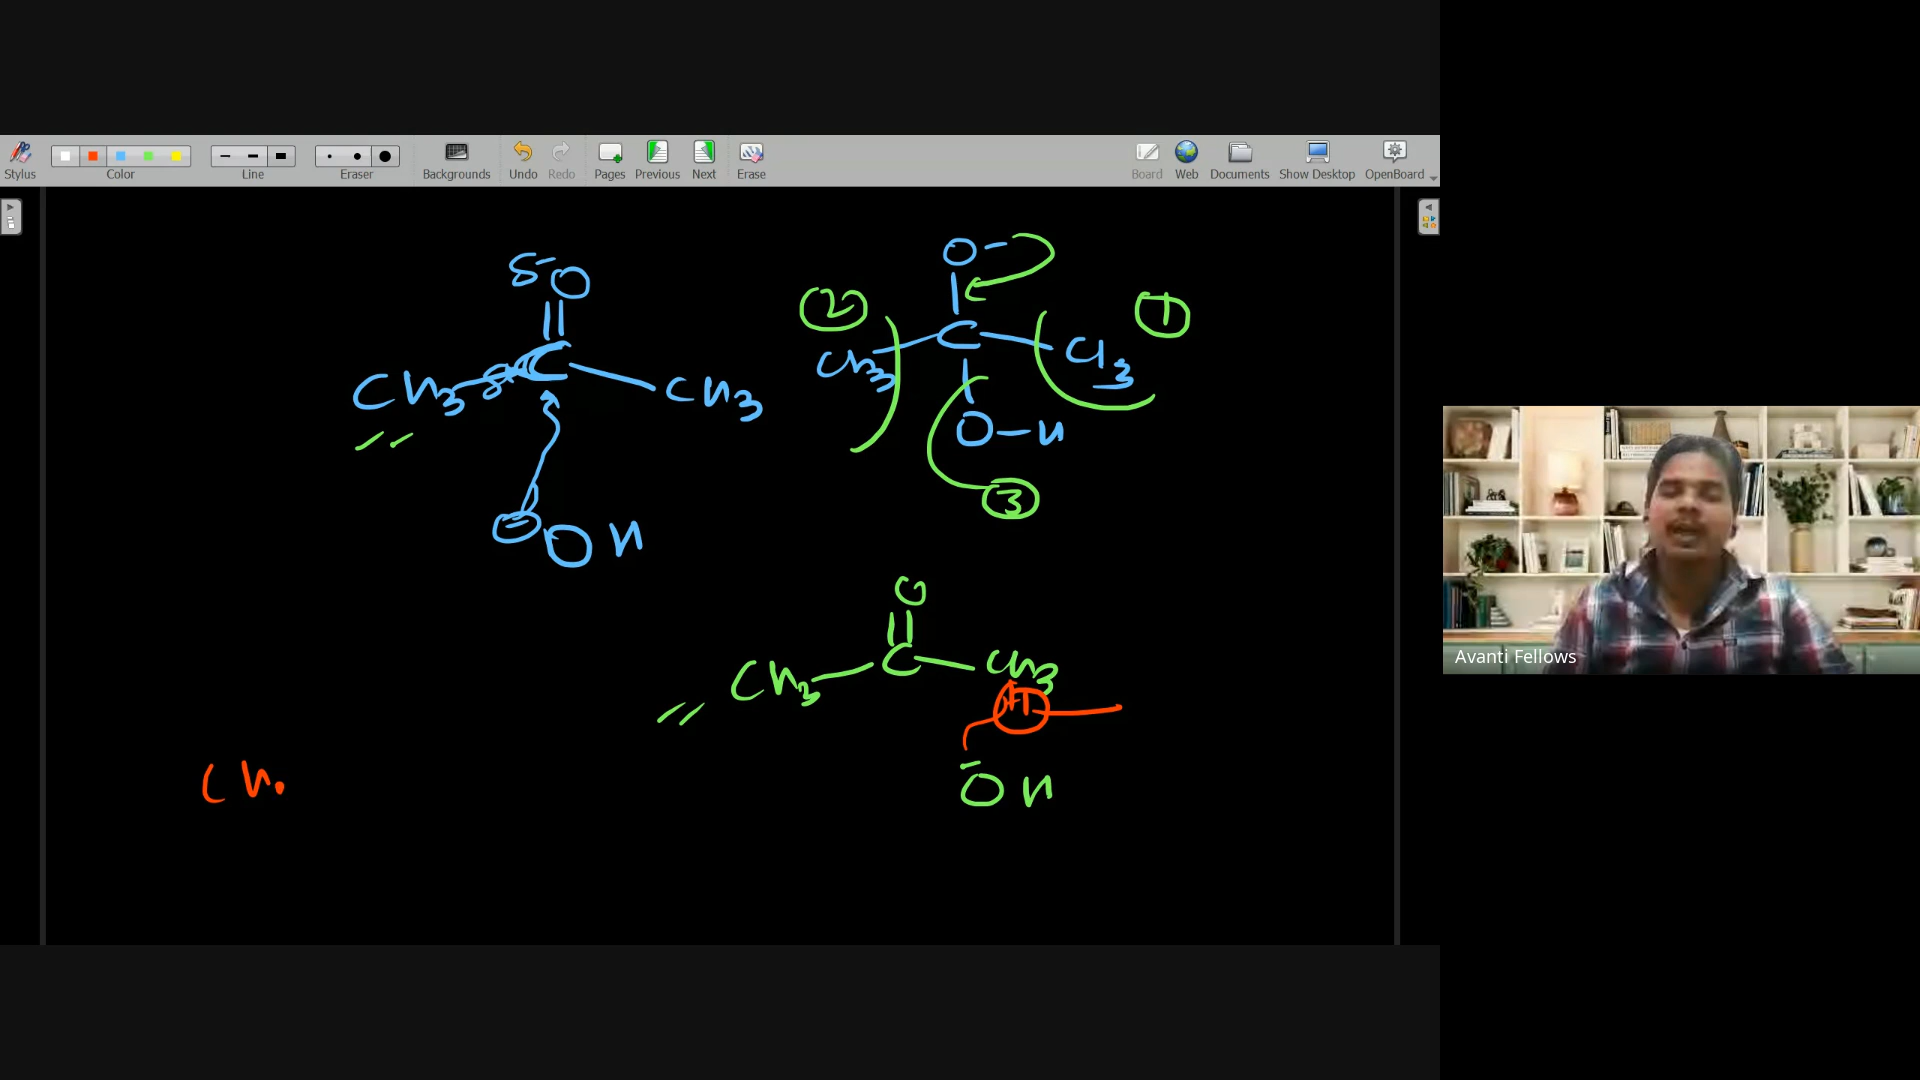 Stylus Color Line Eraser Backgrounds Undo Redo Pages Previous Next Erase Board Web Documents Show Desktop OpenBoard
δ- O
CH3 C CH3
OH
O-
② CH3 C CH3 ①
O-H
③
O
CH3 C CH3
H
ŌH
CH
Avanti Fellows